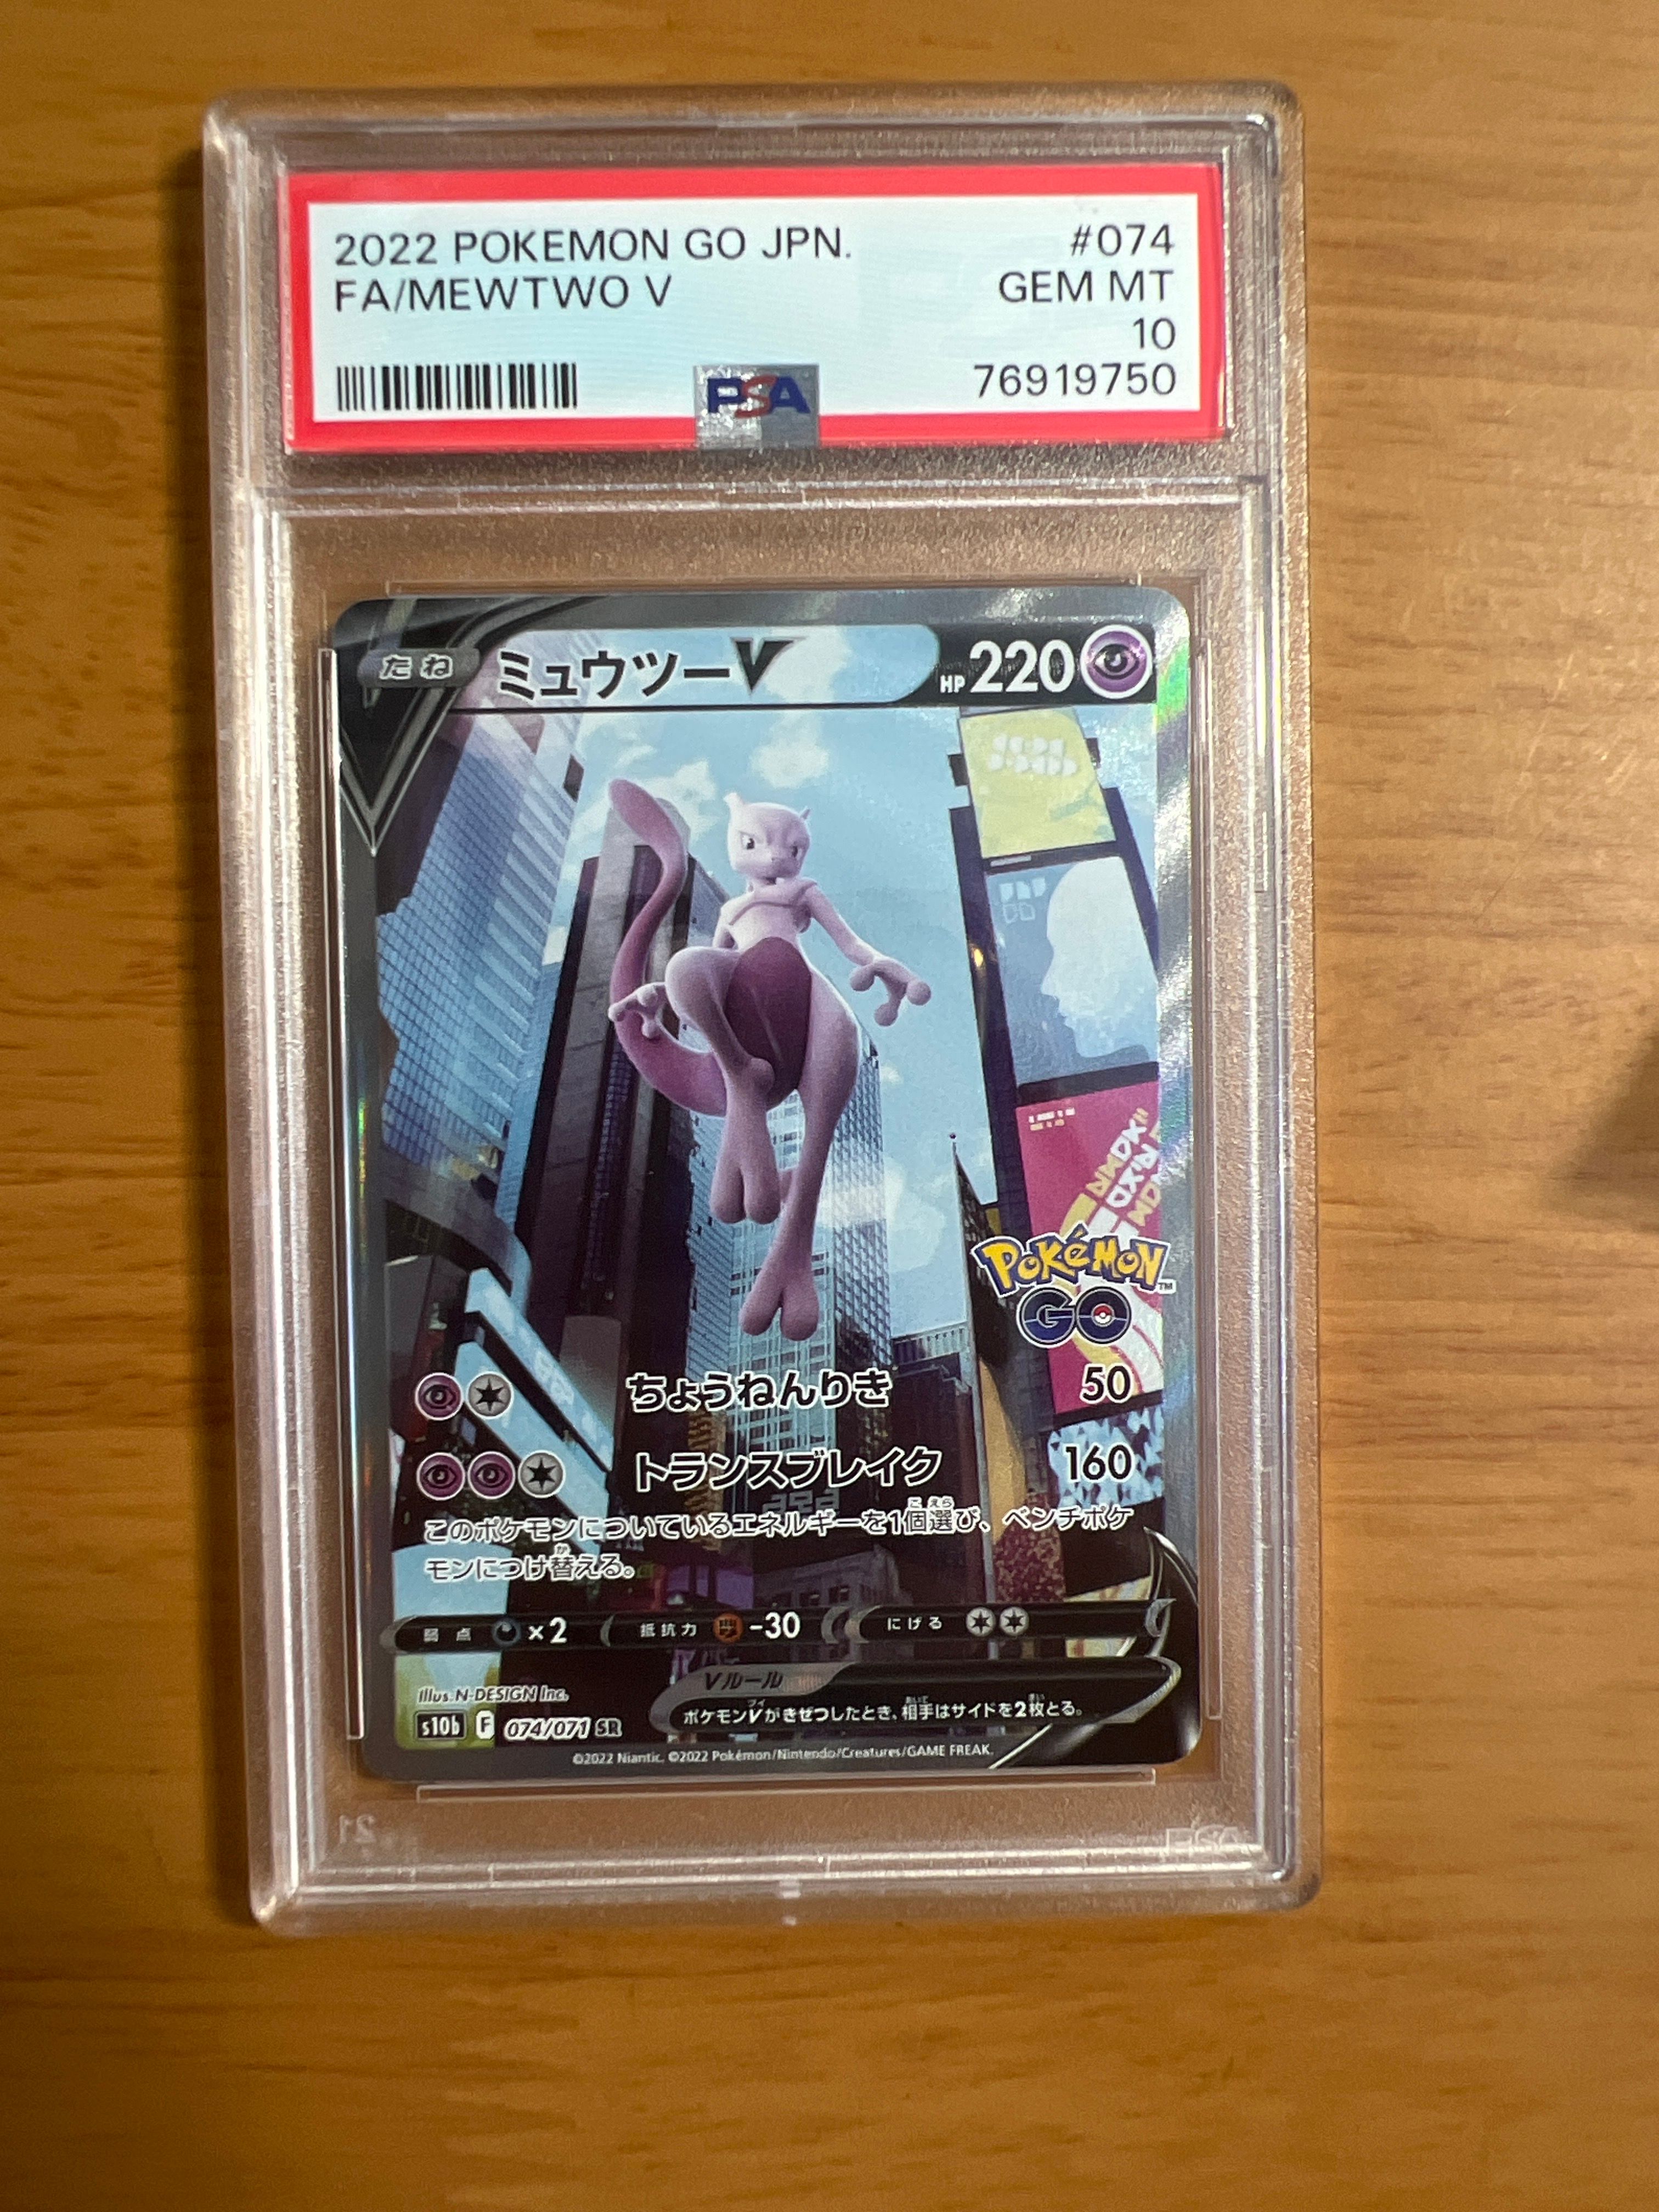 2022 POKEMON GO JPN. #074
FA/MEWTWO V GEM MT
10
PSA 76919750
たね ミュウツーV HP 220
Pokémon™
GO
ちょうねんりき 50
トランスブレイク 160
このポケモンについているエネルギーを1個選び、ベンチポケ
モンにつけ替える。
弱点 ×2 抵抗力 -30 にげる
Vルール
ポケモンVがきぜつしたとき、相手はサイドを2枚とる。
Illus. N-DESIGN Inc.
s10b F 074/071 SR
©2022 Niantic. ©2022 Pokémon/Nintendo/Creatures/GAME FREAK.